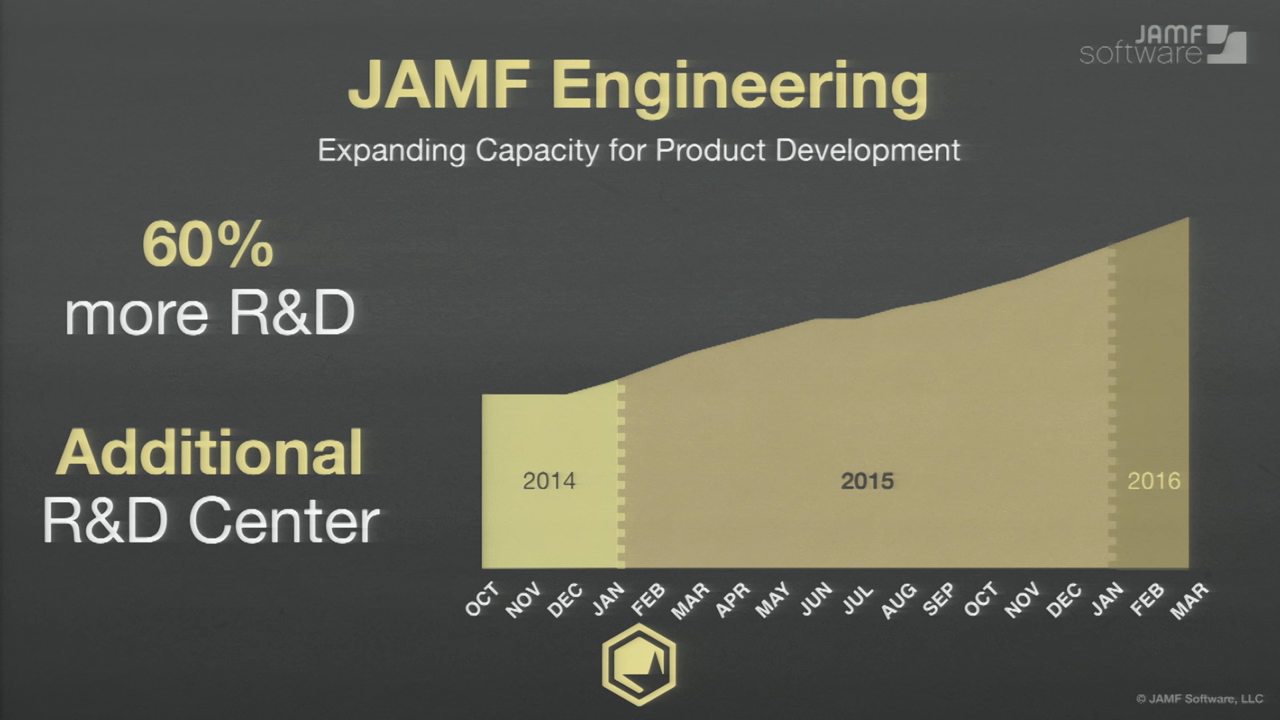 JAMF
software
JAMF Engineering
Expanding Capacity for Product Development
60%
more R&D
Additional
R&D Center
2014
2015
2016
OCT NOV DEC JAN FEB MAR APR MAY JUN JUL AUG SEP OCT NOV DEC JAN FEB MAR
© JAMF Software, LLC